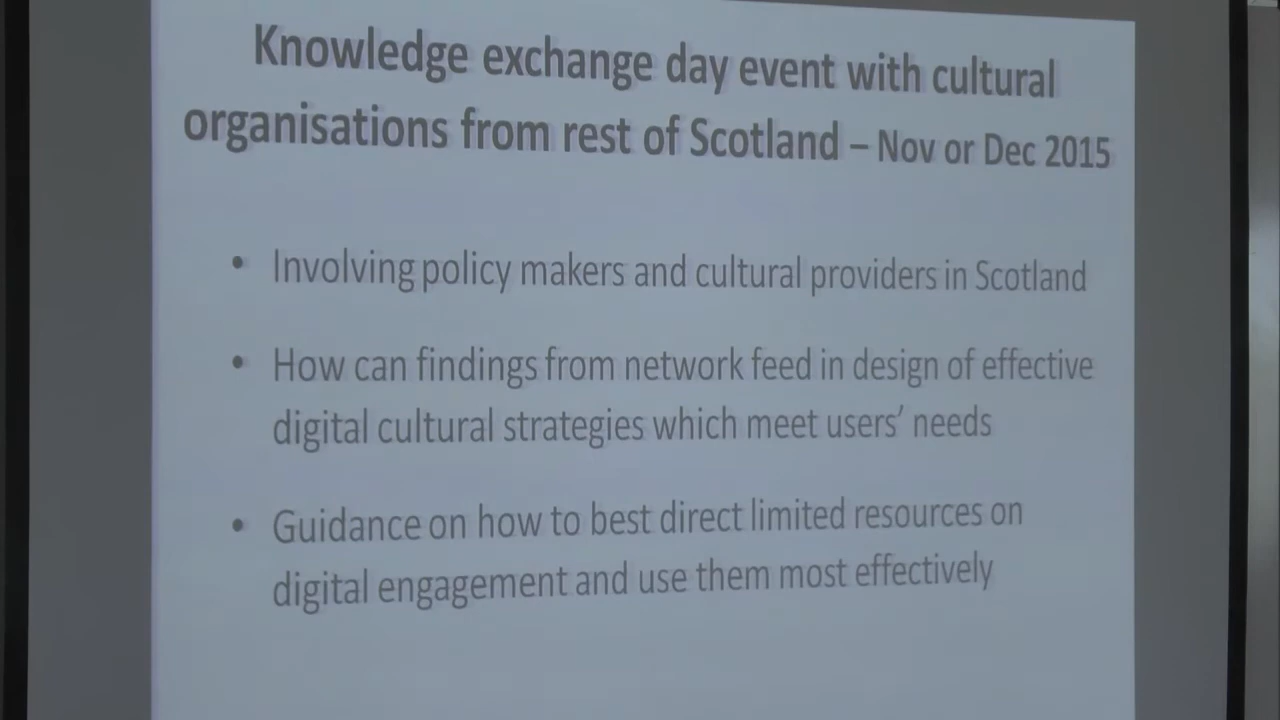 Knowledge exchange day event with cultural
organisations from rest of Scotland – Nov or Dec 2015
• Involving policy makers and cultural providers in Scotland
• How can findings from network feed in design of effective
digital cultural strategies which meet users’ needs
• Guidance on how to best direct limited resources on
digital engagement and use them most effectively